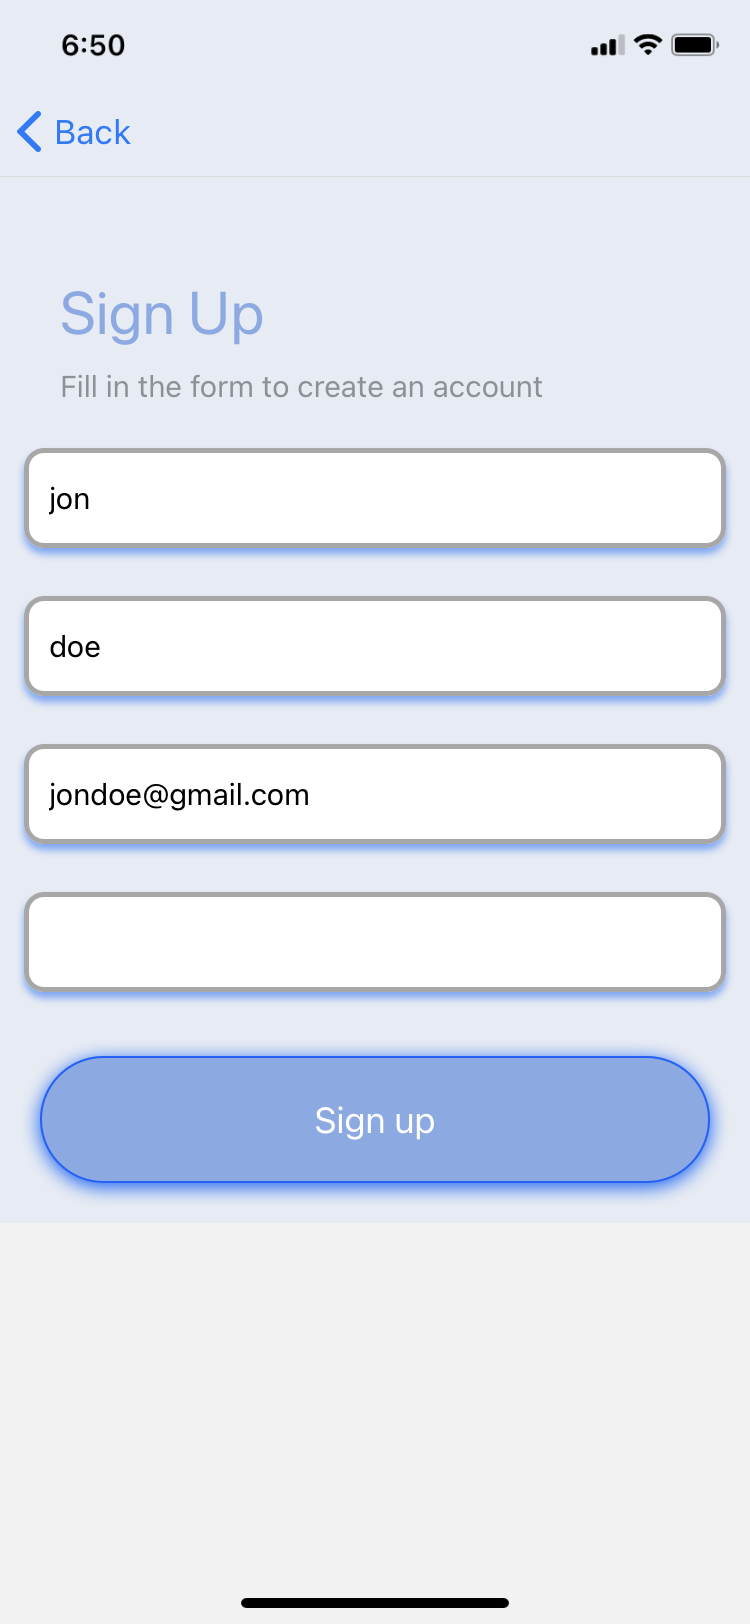 6:50
Back
Sign Up
Fill in the form to create an account
jon
doe
jondoe@gmail.com
Sign up